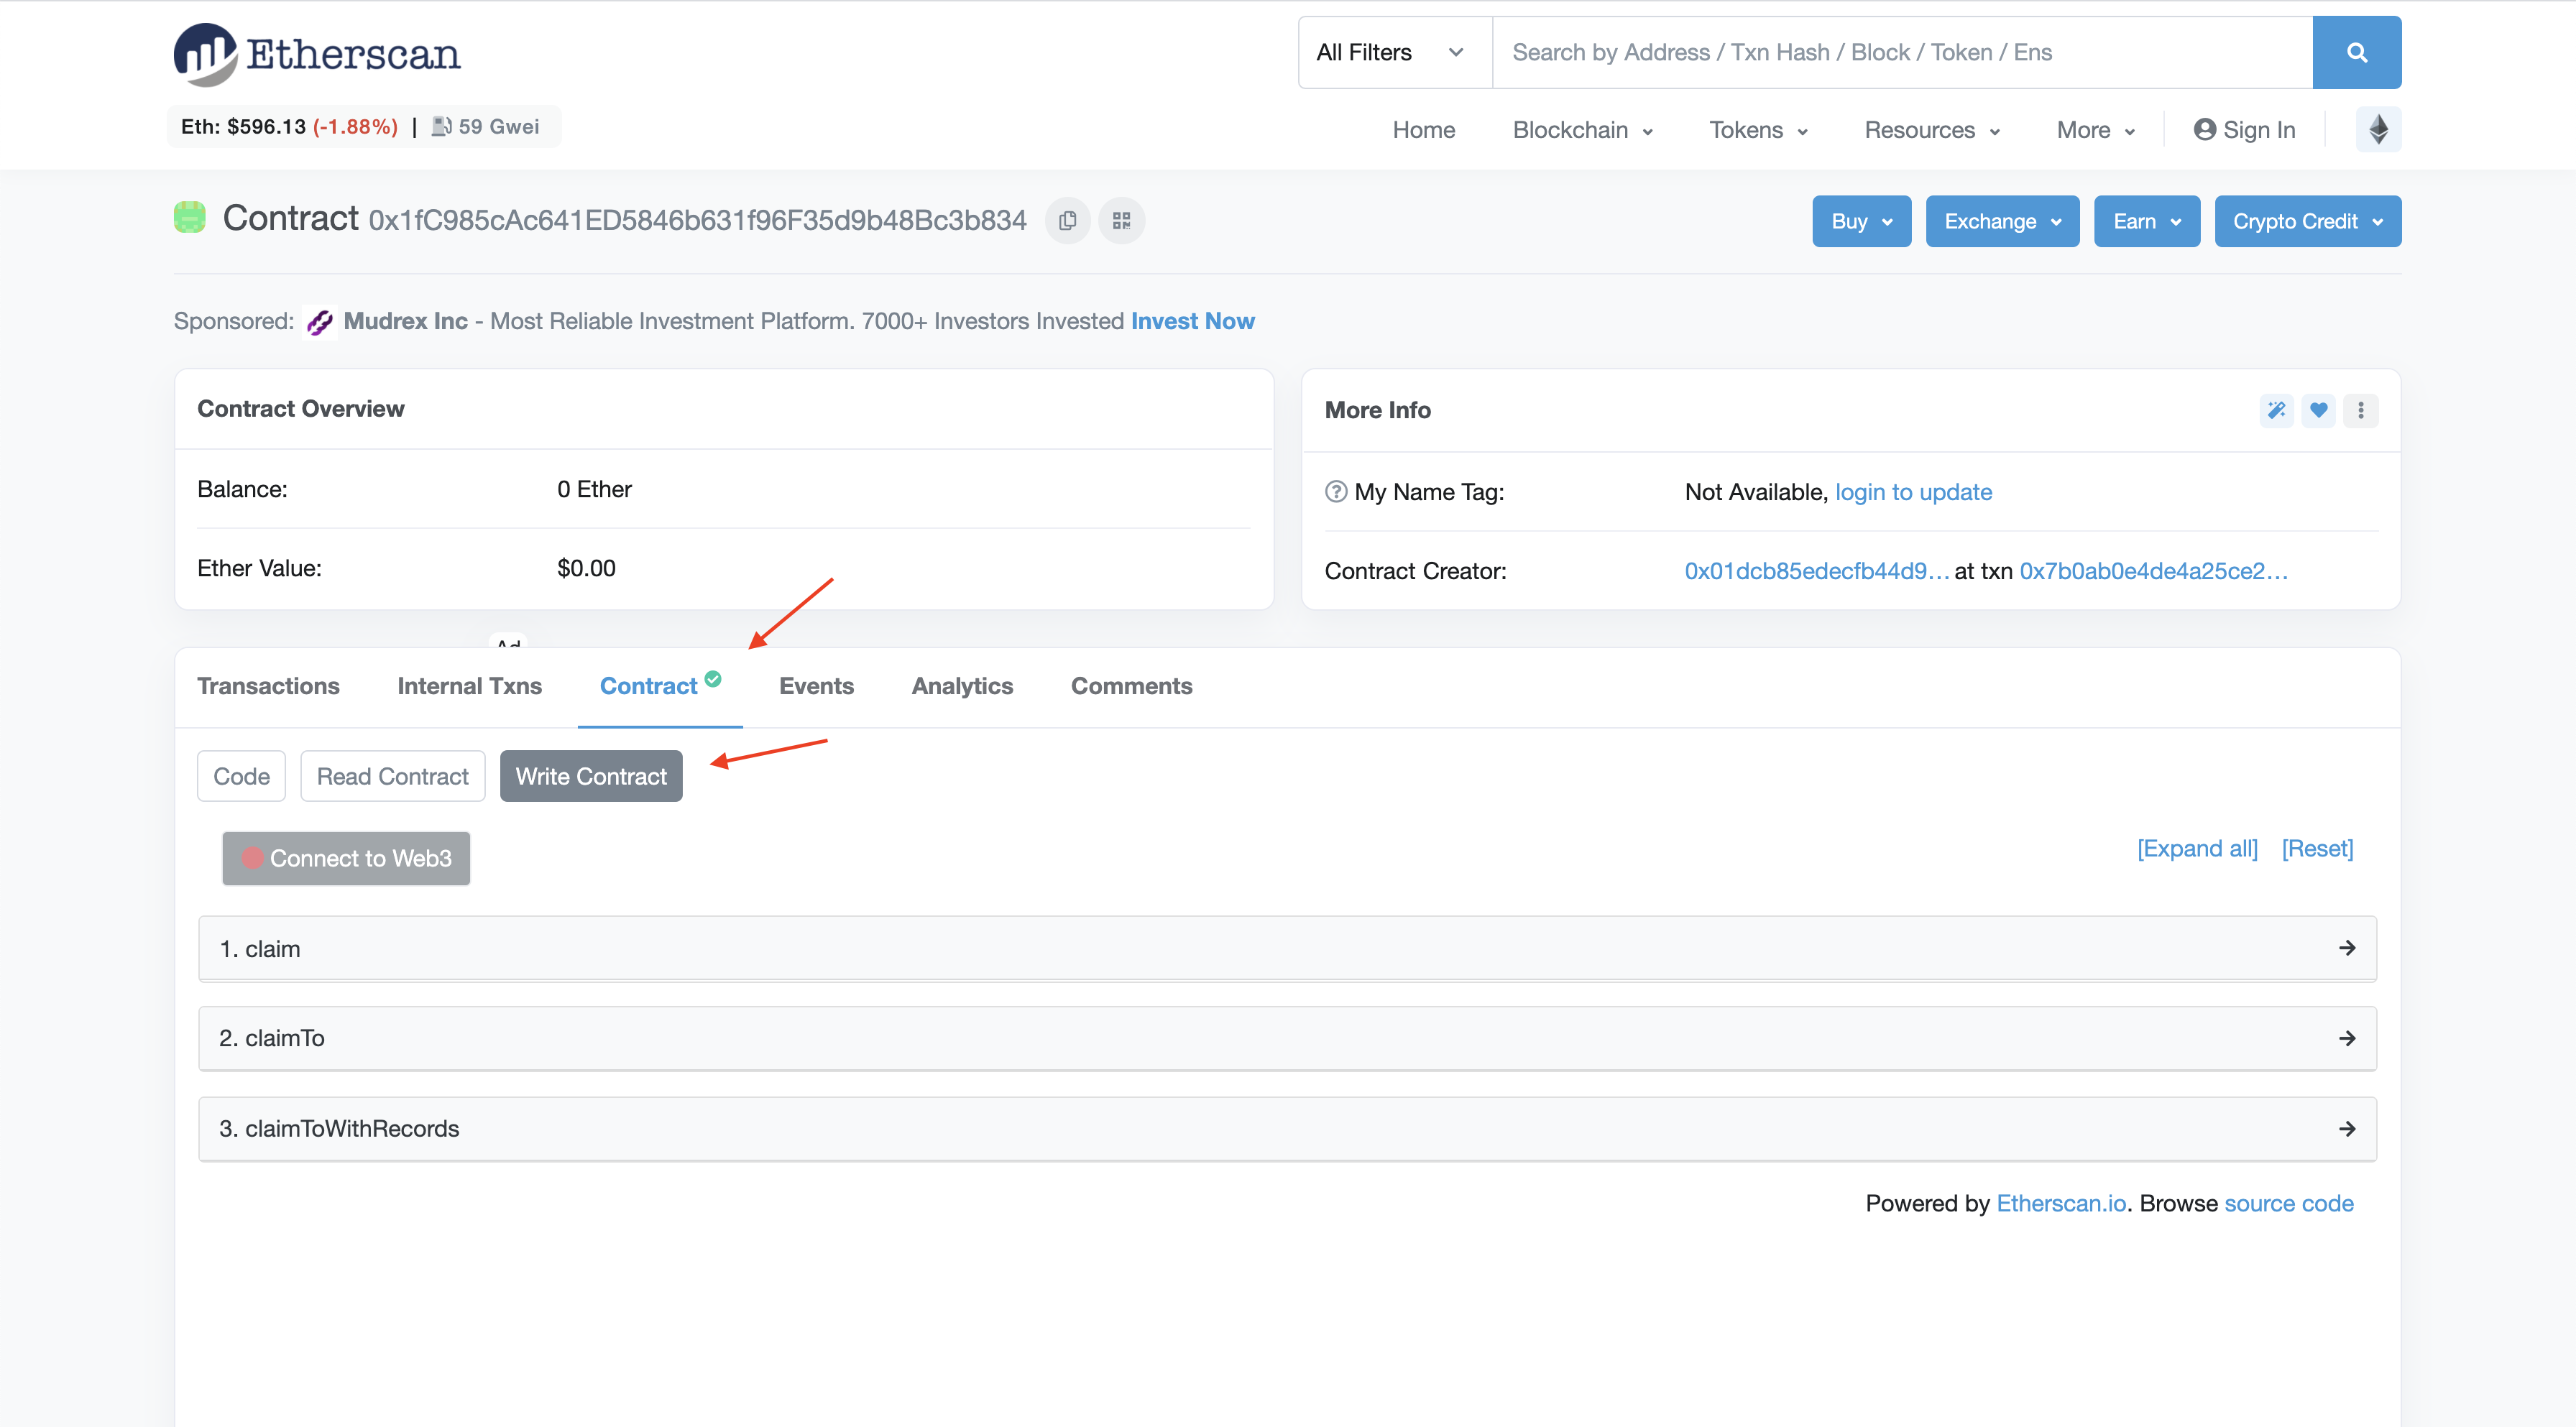 Etherscan
All Filters
Search by Address / Txn Hash / Block / Token / Ens
Eth: $596.13 (-1.88%) | 59 Gwei
Home Blockchain Tokens Resources More Sign In
Contract 0x1fC985cAc641ED5846b631f96F35d9b48Bc3b834
Buy Exchange Earn Crypto Credit
Sponsored: Mudrex Inc - Most Reliable Investment Platform. 7000+ Investors Invested Invest Now
Contract Overview
Balance: 0 Ether
Ether Value: $0.00
More Info
My Name Tag: Not Available, login to update
Contract Creator: 0x01dcb85edecfb44d9... at txn 0x7b0ab0e4de4a25ce2...
Ad
Transactions Internal Txns Contract Events Analytics Comments
Code Read Contract Write Contract
Connect to Web3
[Expand all] [Reset]
1. claim
2. claimTo
3. claimToWithRecords
Powered by Etherscan.io. Browse source code